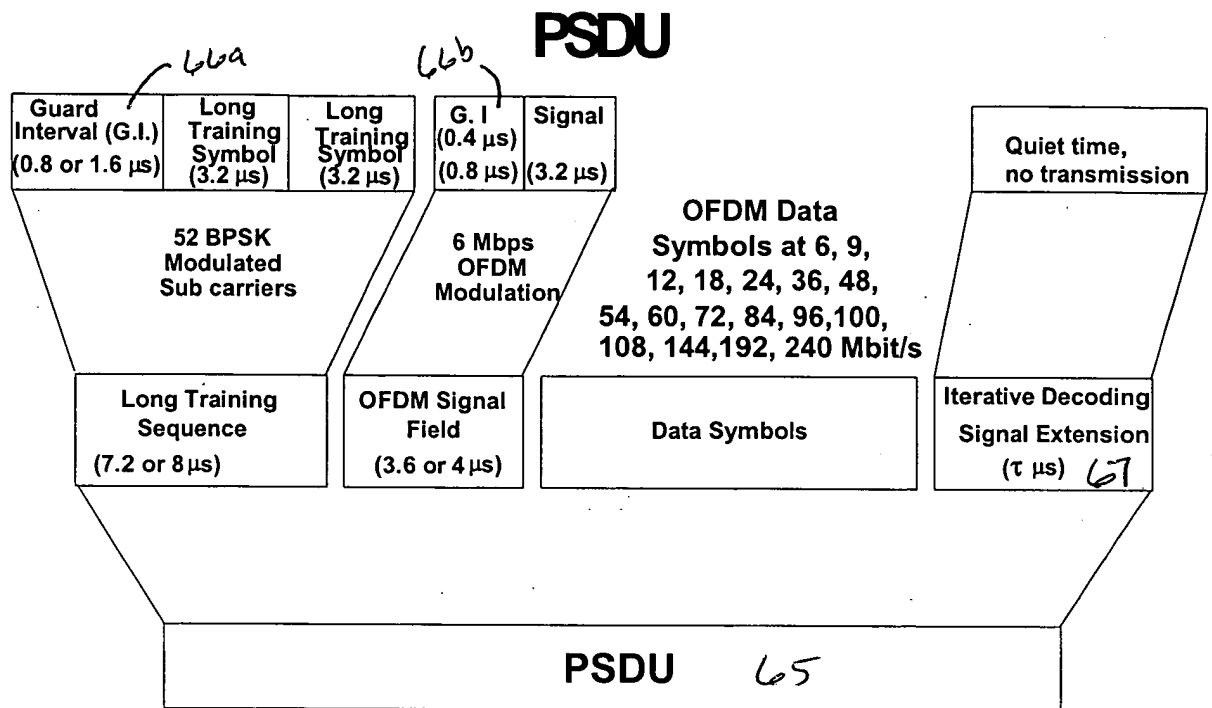 PSDU
66a
66b
Guard
Interval (G.I.)
(0.8 or 1.6 μs)
Long
Training
Symbol
(3.2 μs)
Long
Training
Symbol
(3.2 μs)
G. I
(0.4 μs)
(0.8 μs)
Signal
(3.2 μs)
Quiet time,
no transmission
52 BPSK
Modulated
Sub carriers
6 Mbps
OFDM
Modulation
OFDM Data
Symbols at 6, 9,
12, 18, 24, 36, 48,
54, 60, 72, 84, 96,100,
108, 144,192, 240 Mbit/s
Long Training
Sequence
(7.2 or 8 μs)
OFDM Signal
Field
(3.6 or 4 μs)
Data Symbols
Iterative Decoding
Signal Extension
(τ μs) 67
PSDU 65